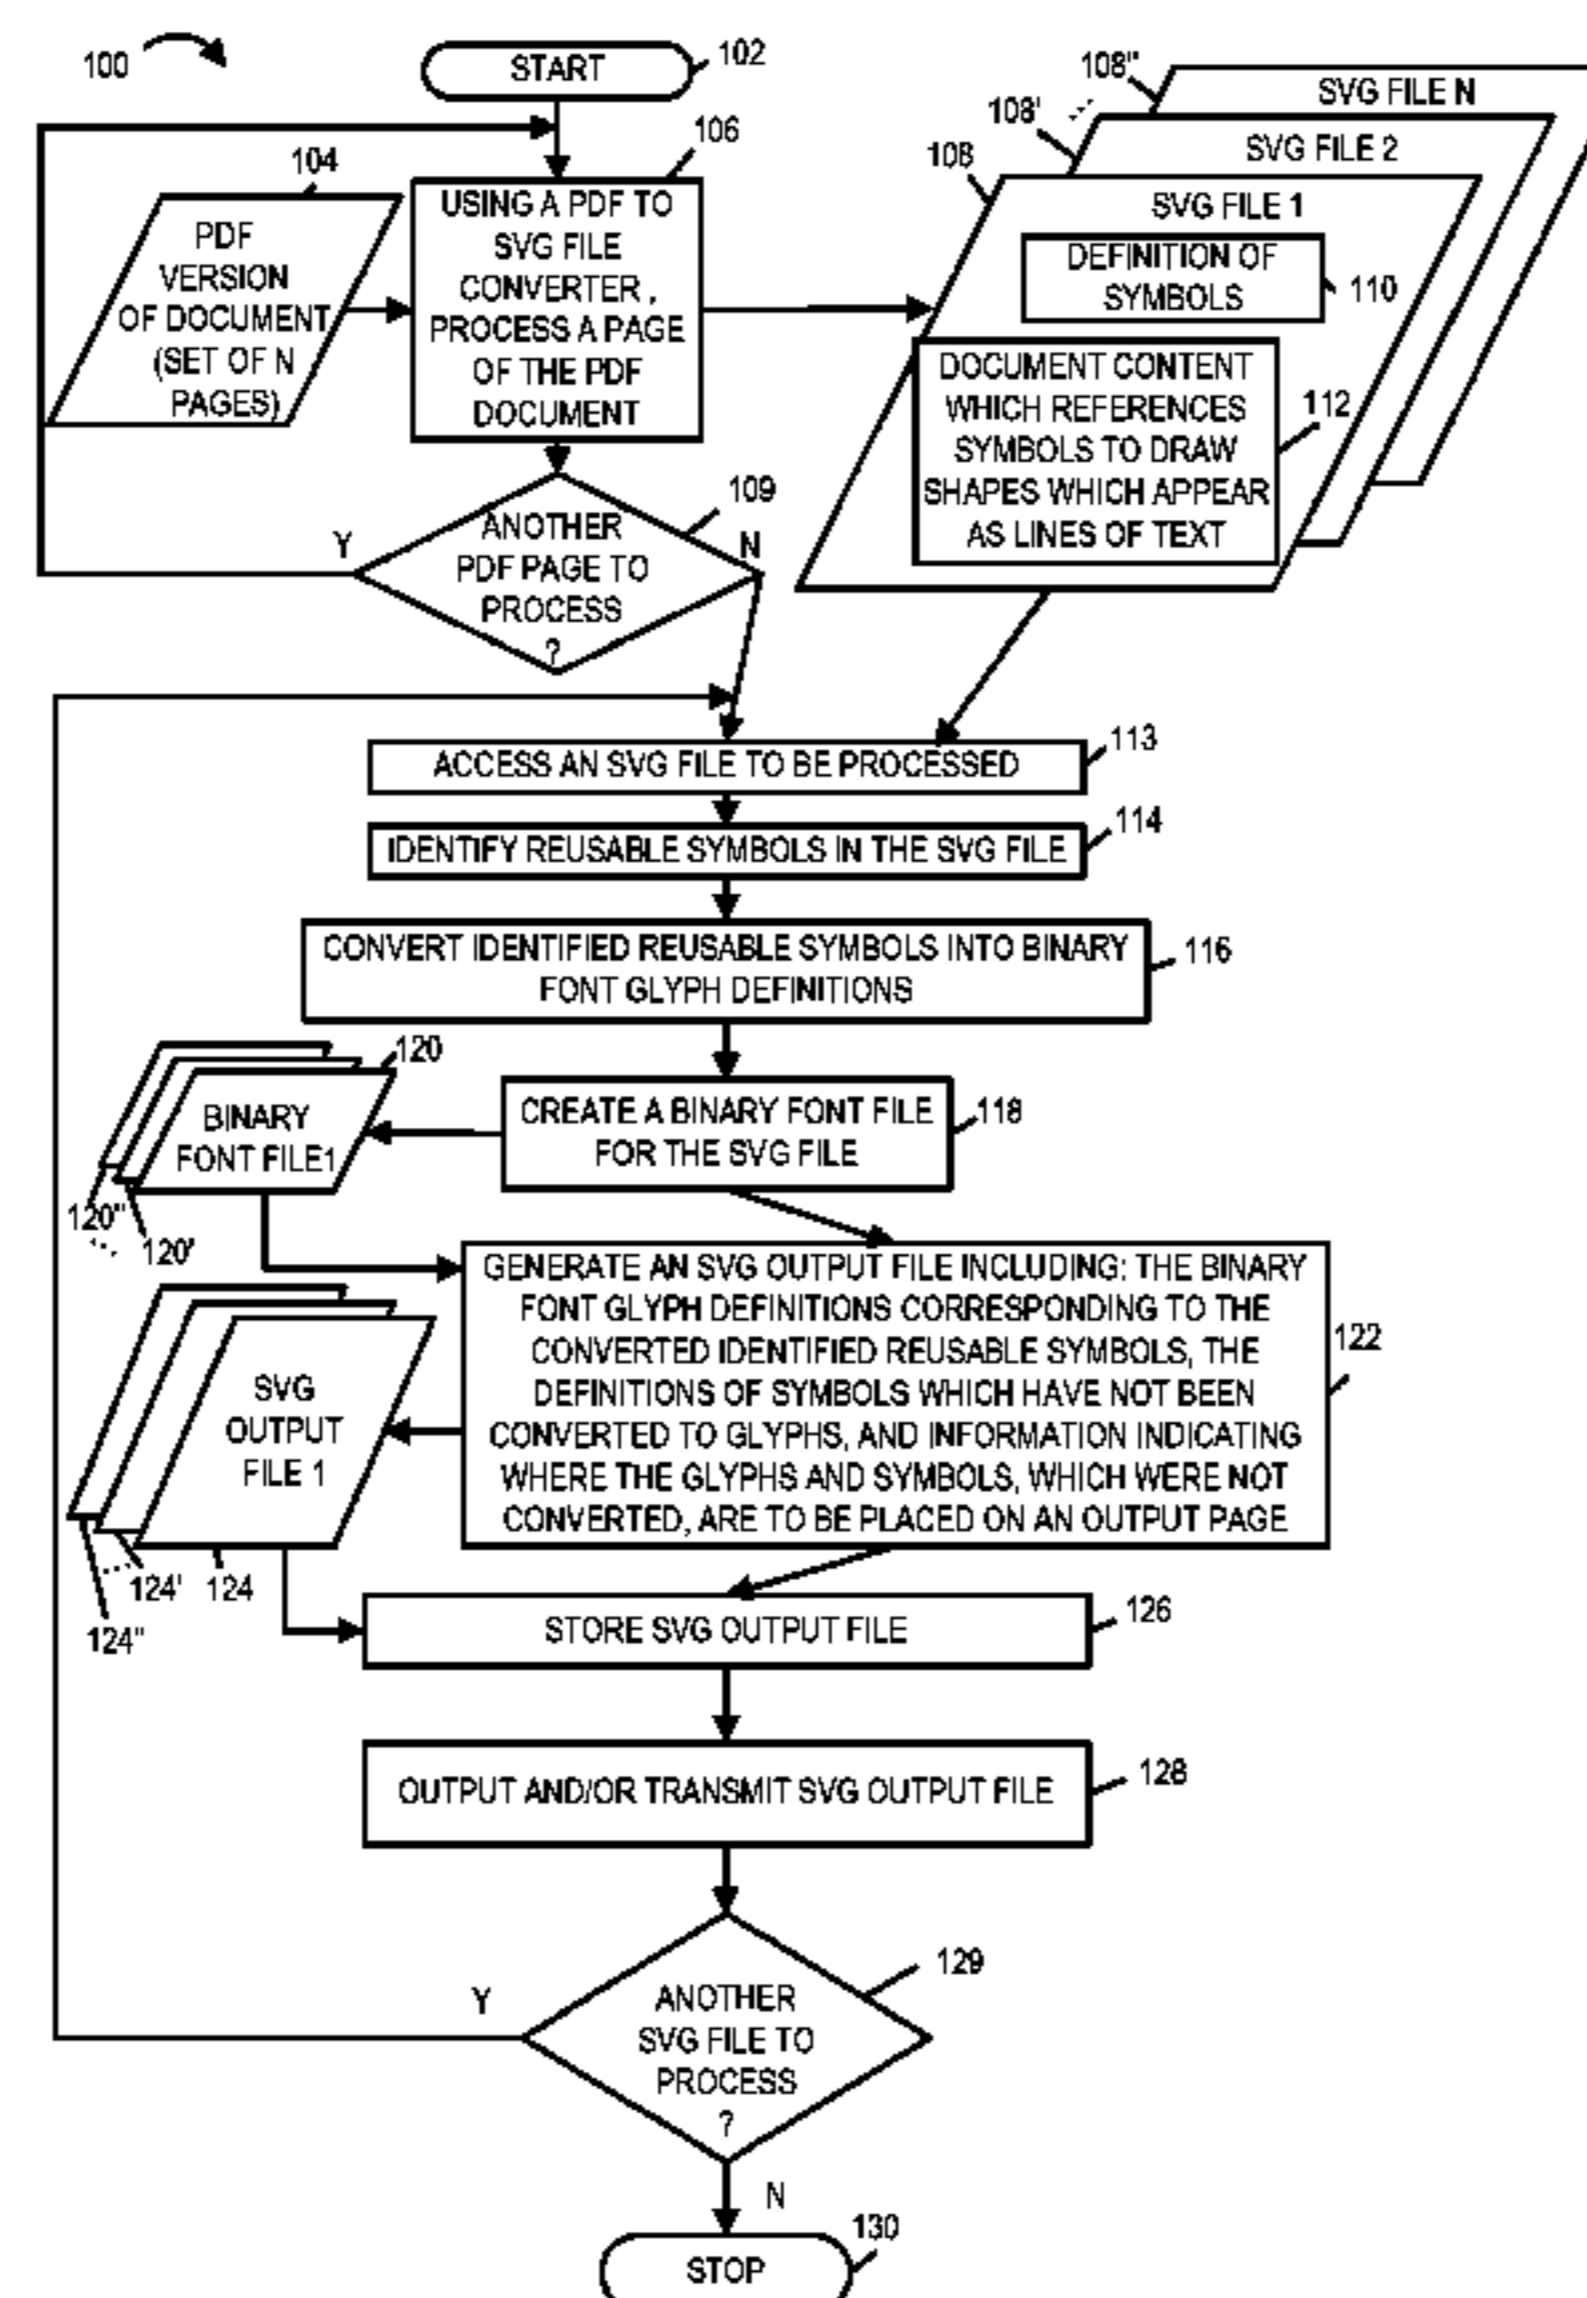 100
START
102
104
PDF
VERSION
OF DOCUMENT
(SET OF N
PAGES)
106
USING A PDF TO
SVG FILE
CONVERTER ,
PROCESS A PAGE
OF THE PDF
DOCUMENT
108"
SVG FILE N
108'
SVG FILE 2
108
SVG FILE 1
DEFINITION OF
SYMBOLS
110
DOCUMENT CONTENT
WHICH REFERENCES
SYMBOLS TO DRAW
SHAPES WHICH APPEAR
AS LINES OF TEXT
112
109
ANOTHER
PDF PAGE TO
PROCESS
?
Y
N
ACCESS AN SVG FILE TO BE PROCESSED
113
IDENTIFY REUSABLE SYMBOLS IN THE SVG FILE
114
CONVERT IDENTIFIED REUSABLE SYMBOLS INTO BINARY
FONT GLYPH DEFINITIONS
116
120
BINARY
FONT FILE1
120"
120'
CREATE A BINARY FONT FILE
FOR THE SVG FILE
118
GENERATE AN SVG OUTPUT FILE INCLUDING: THE BINARY
FONT GLYPH DEFINITIONS CORRESPONDING TO THE
CONVERTED IDENTIFIED REUSABLE SYMBOLS, THE
DEFINITIONS OF SYMBOLS WHICH HAVE NOT BEEN
CONVERTED TO GLYPHS, AND INFORMATION INDICATING
WHERE THE GLYPHS AND SYMBOLS, WHICH WERE NOT
CONVERTED, ARE TO BE PLACED ON AN OUTPUT PAGE
122
SVG
OUTPUT
FILE 1
124'
124
124"
STORE SVG OUTPUT FILE
126
OUTPUT AND/OR TRANSMIT SVG OUTPUT FILE
128
129
ANOTHER
SVG FILE TO
PROCESS
?
Y
N
STOP
130